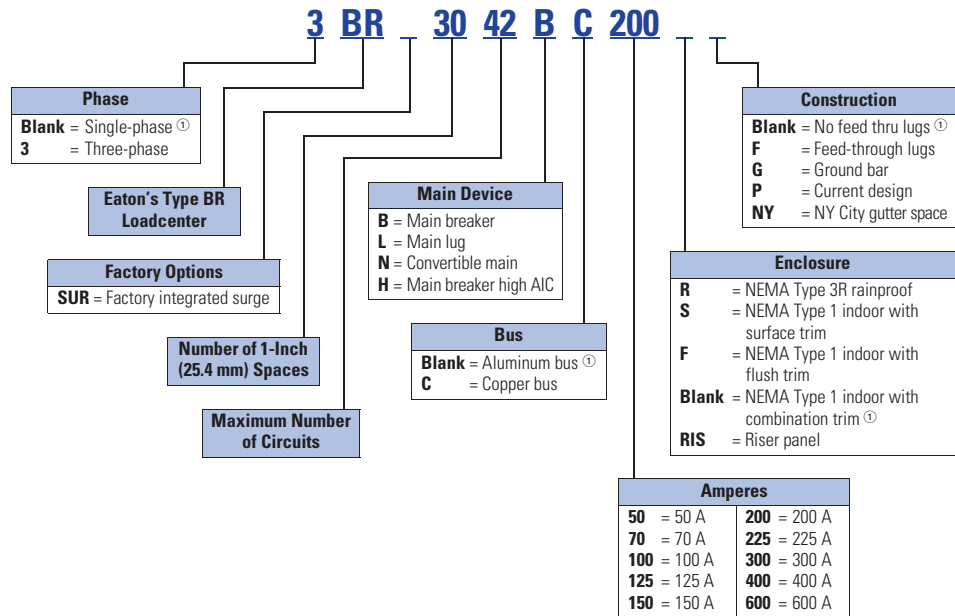 3 BR 30 42 B C 200
Phase
Blank = Single-phase ①
3 = Three-phase
Eaton's Type BR
Loadcenter
Factory Options
SUR = Factory integrated surge
Number of 1-Inch
(25.4 mm) Spaces
Maximum Number
of Circuits
Main Device
B = Main breaker
L = Main lug
N = Convertible main
H = Main breaker high AIC
Bus
Blank = Aluminum bus ①
C = Copper bus
Construction
Blank = No feed thru lugs ①
F = Feed-through lugs
G = Ground bar
P = Current design
NY = NY City gutter space
Enclosure
R = NEMA Type 3R rainproof
S = NEMA Type 1 indoor with
surface trim
F = NEMA Type 1 indoor with
flush trim
Blank = NEMA Type 1 indoor with
combination trim ①
RIS = Riser panel
Amperes
50 = 50 A 200 = 200 A
70 = 70 A 225 = 225 A
100 = 100 A 300 = 300 A
125 = 125 A 400 = 400 A
150 = 150 A 600 = 600 A